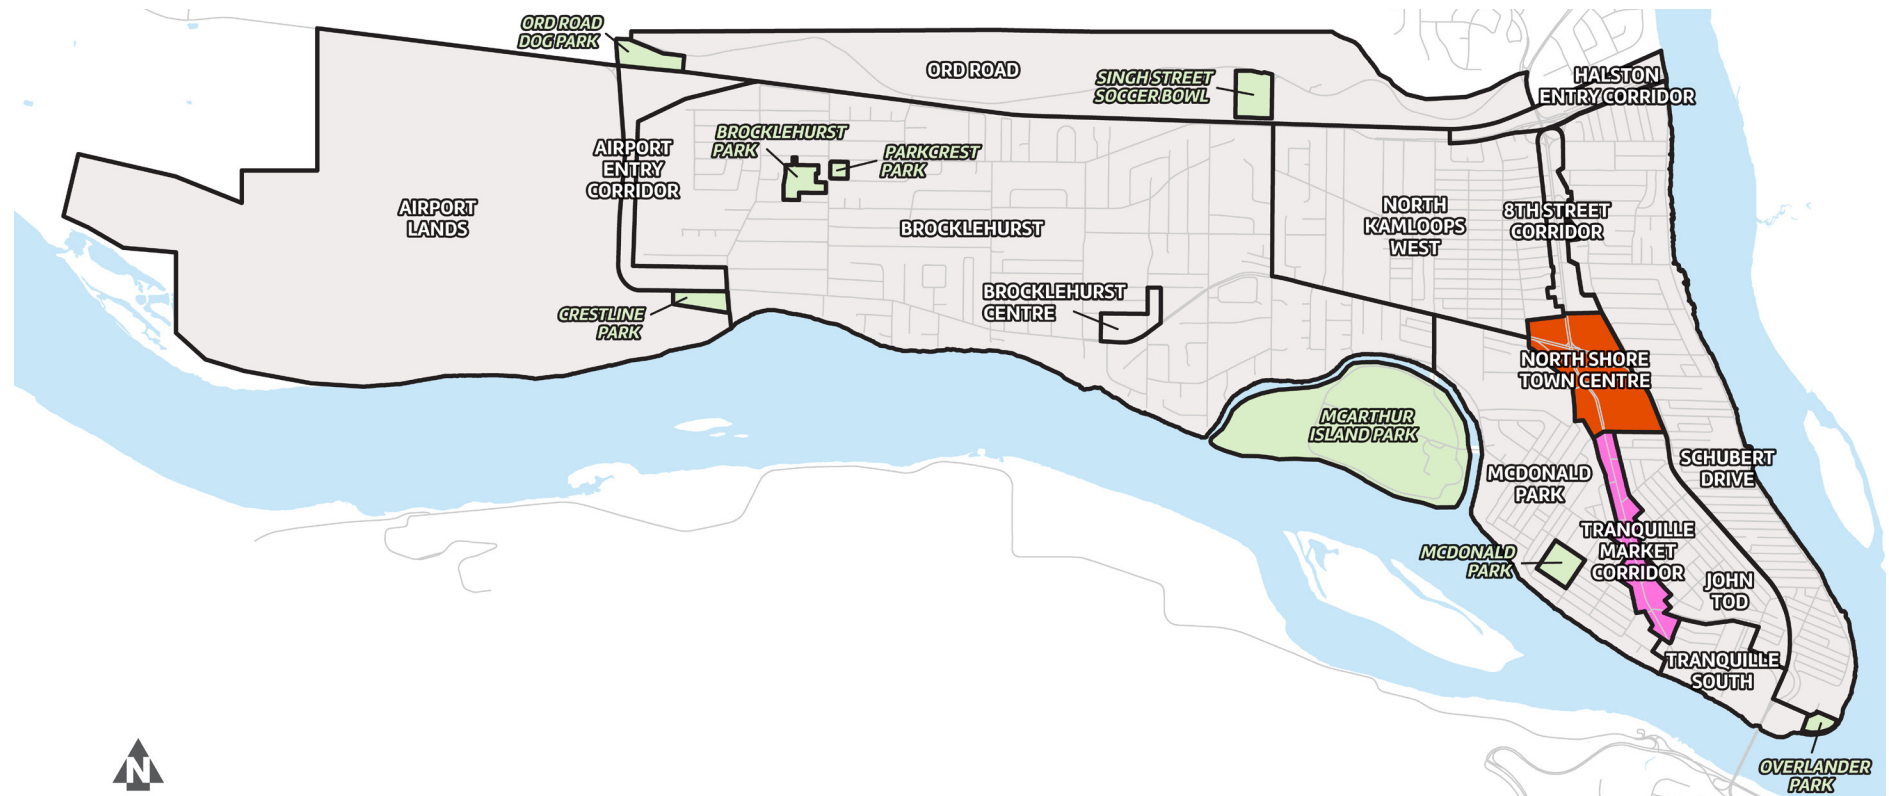 ORD ROAD
DOG PARK
ORD ROAD
SINGH STREET
SOCCER BOWL
HALSTON
ENTRY CORRIDOR
BROCKLEHURST
PARK
PARKCREST
PARK
AIRPORT
ENTRY
CORRIDOR
AIRPORT
LANDS
BROCKLEHURST
NORTH
KAMLOOPS
WEST
8TH STREET
CORRIDOR
BROCKLEHURST
CENTRE
CRESTLINE
PARK
NORTH SHORE
TOWN CENTRE
MCARTHUR
ISLAND PARK
MCDONALD
PARK
SCHUBERT
DRIVE
TRANQUILLE
MARKET
CORRIDOR
MCDONALD
PARK
JOHN
TOD
TRANQUILLE
SOUTH
OVERLANDER
PARK
N